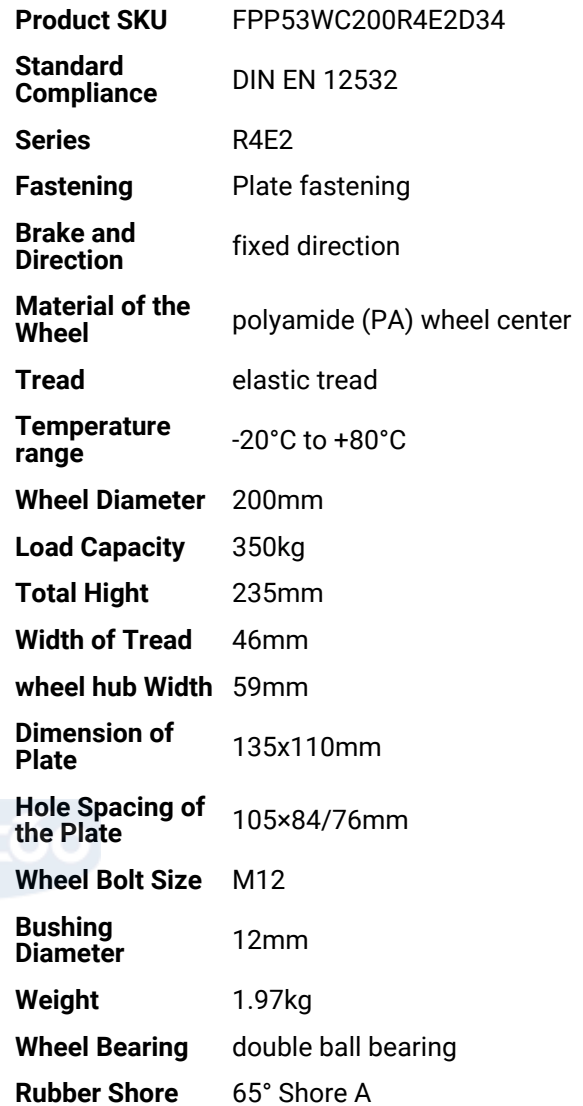 Product SKU FPP53WC200R4E2D34
Standard
Compliance DIN EN 12532
Series R4E2
Fastening Plate fastening
Brake and
Direction fixed direction
Material of the
Wheel polyamide (PA) wheel center
Tread elastic tread
Temperature
range -20°C to +80°C
Wheel Diameter 200mm
Load Capacity 350kg
Total Hight 235mm
Width of Tread 46mm
wheel hub Width 59mm
Dimension of
Plate 135x110mm
Hole Spacing of
the Plate 105×84/76mm
Wheel Bolt Size M12
Bushing
Diameter 12mm
Weight 1.97kg
Wheel Bearing double ball bearing
Rubber Shore 65° Shore A